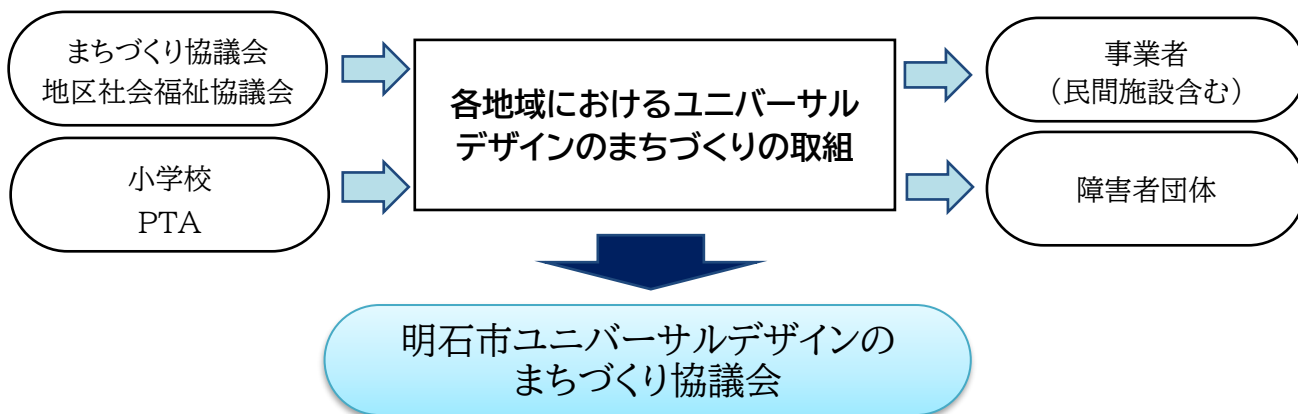 まちづくり協議会
地区社会福祉協議会
小学校
PTA
各地域におけるユニバーサル
デザインのまちづくりの取組
事業者
（民間施設含む）
障害者団体
明石市ユニバーサルデザインの
まちづくり協議会